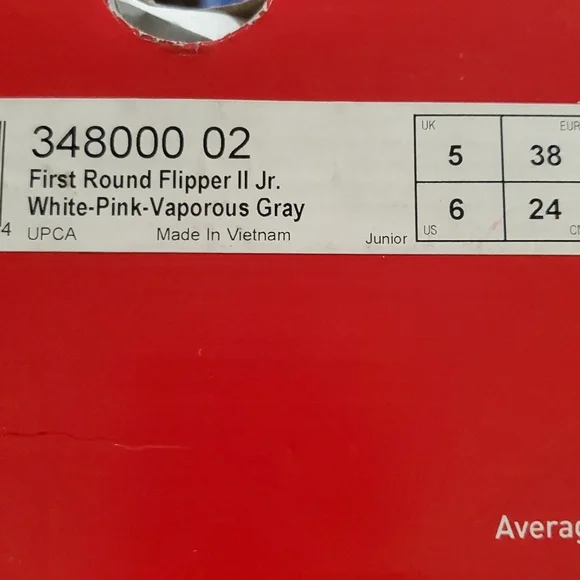 348000 02
First Round Flipper II Jr.
White-Pink-Vaporous Gray
4 UPCA Made In Vietnam Junior
UK 5 EUR 38
US 6 24